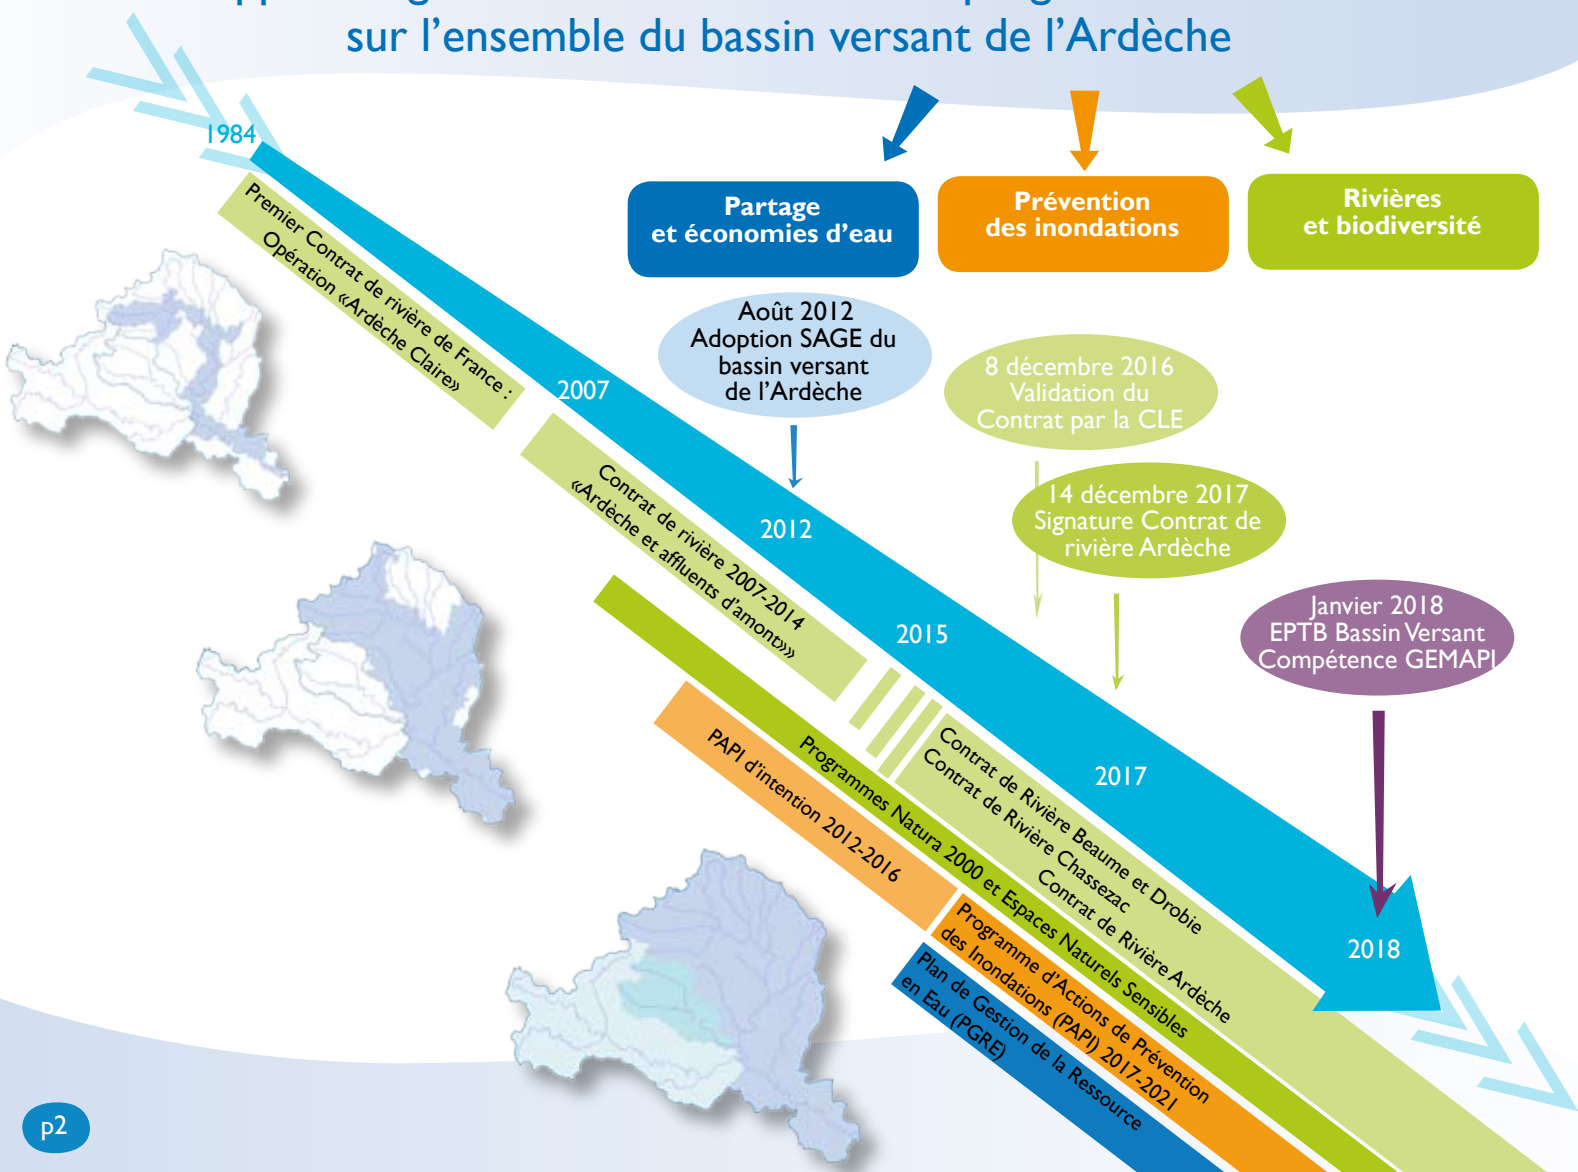 sur l'ensemble du bassin versant de l'Ardèche
1984
Partage
et économies d'eau
Prévention
des inondations
Rivières
et biodiversité
Premier Contrat de rivière de France :
Opération «Ardèche Claire»
Août 2012
Adoption SAGE du
bassin versant
de l'Ardèche
8 décembre 2016
Validation du
Contrat par la CLE
2007
14 décembre 2017
Signature Contrat de
rivière Ardèche
2012
Contrat de rivière 2007-2014
«Ardèche et affluents d'amont»»
Janvier 2018
EPTB Bassin Versant
Compétence GEMAPI
2015
2017
Contrat de Rivière Beaume et Drobie
Contrat de Rivière Chassezac
Contrat de Rivière Ardèche
Programmes Natura 2000 et Espaces Naturels Sensibles
PAPI d'intention 2012-2016
Programme d'Actions de Prévention
des Inondations (PAPI) 2017-2021
Plan de Gestion de la Ressource
en Eau (PGRE)
2018
p2